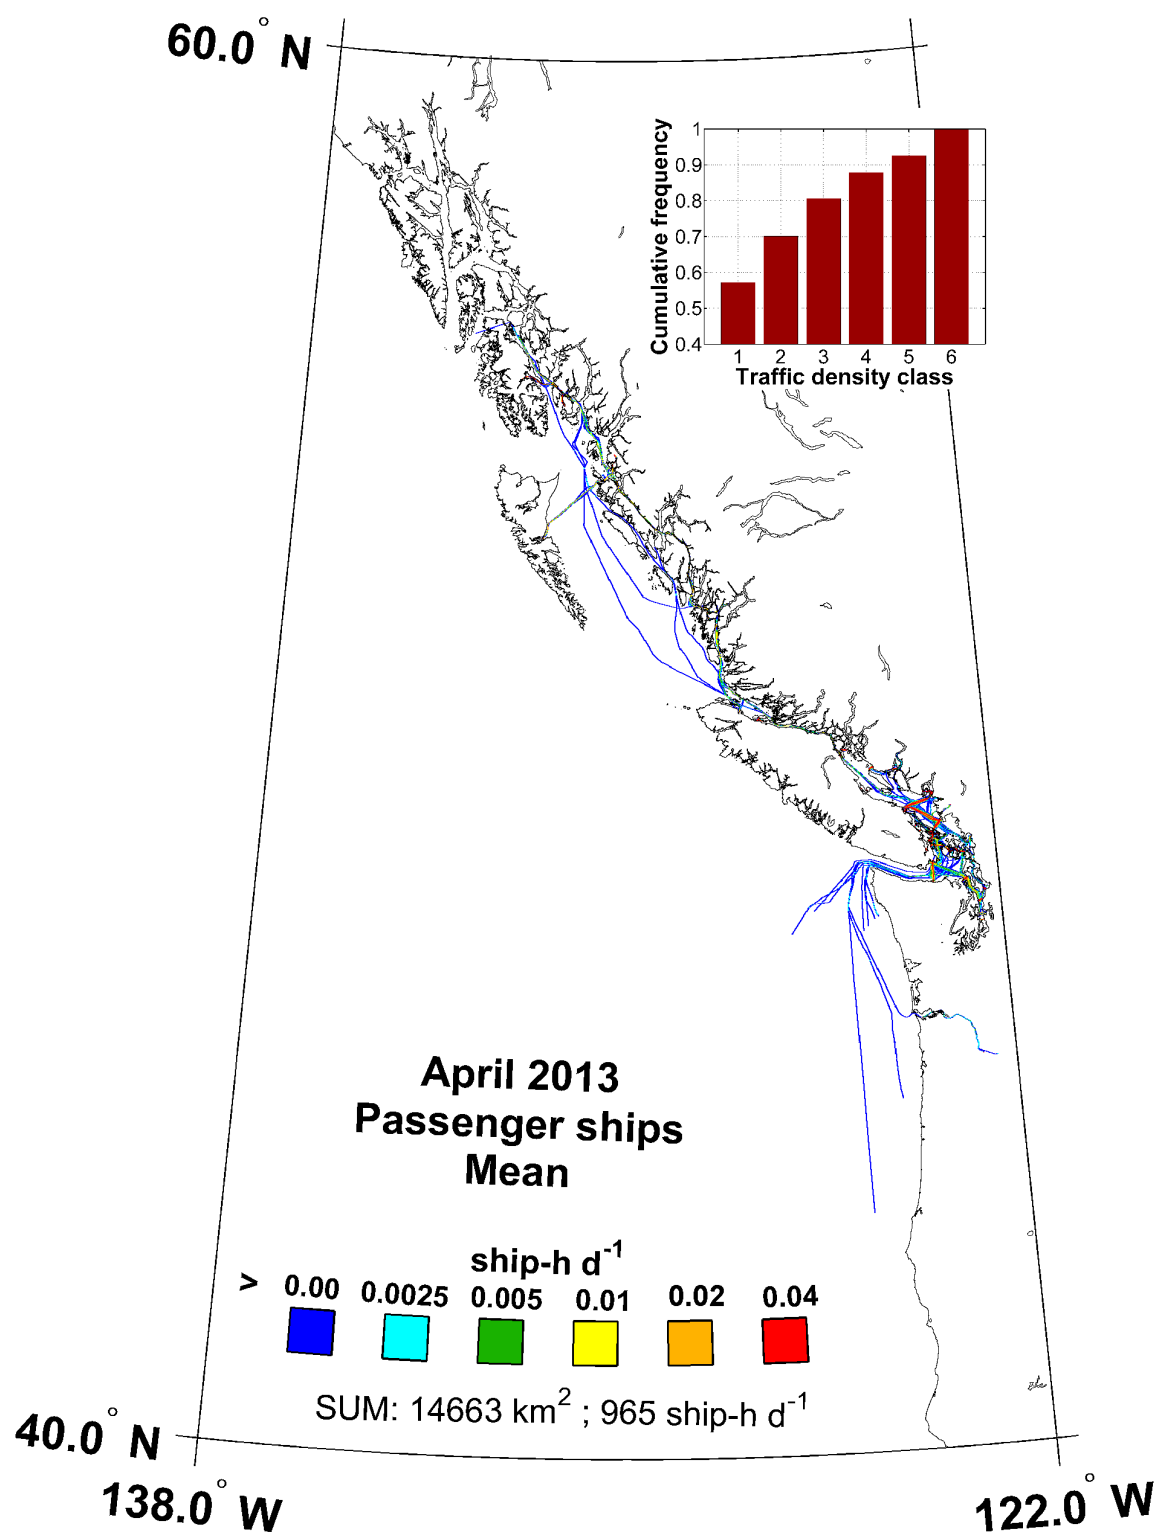 60.0° N
Cumulative frequency
1
0.9
0.8
0.7
0.6
0.5
0.4
1 2 3 4 5 6
Traffic density class
April 2013
Passenger ships
Mean
ship-h d⁻¹
> 0.00 0.0025 0.005 0.01 0.02 0.04
SUM: 14663 km² ; 965 ship-h d⁻¹
40.0° N
138.0° W
122.0° W